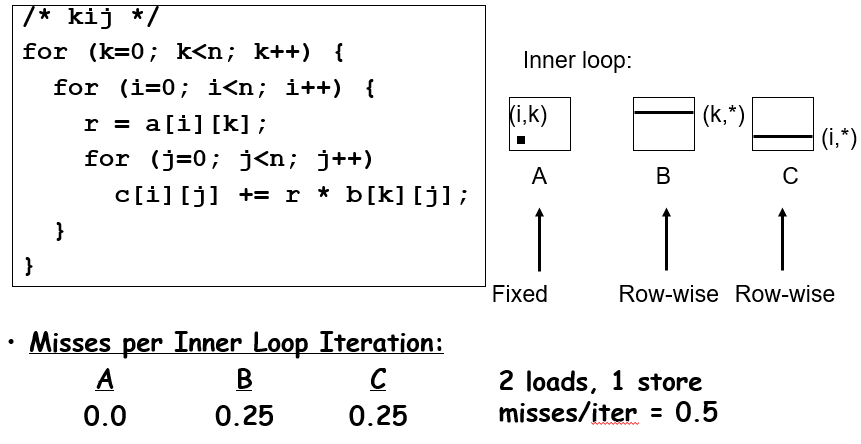 /* kij */
for (k=0; k<n; k++) {
  for (i=0; i<n; i++) {
    r = a[i][k];
    for (j=0; j<n; j++)
      c[i][j] += r * b[k][j];
  }
}
Inner loop:
(i,k) (k,*) (i,*)
A B C
Fixed Row-wise Row-wise
• Misses per Inner Loop Iteration:
A B C
0.0 0.25 0.25
2 loads, 1 store
misses/iter = 0.5